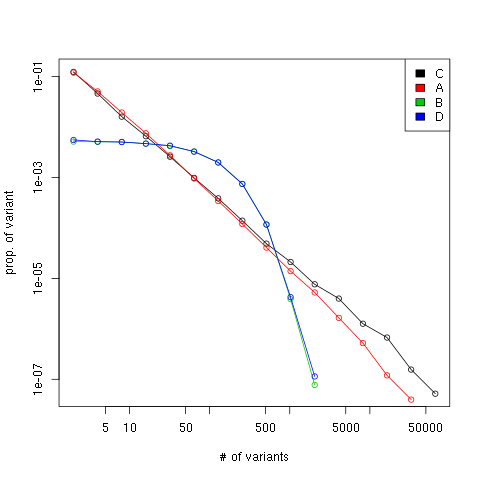 C
A
B
D
1e-01
1e-03
1e-05
1e-07
prop. of variant
5
10
50
500
5000
50000
# of variants